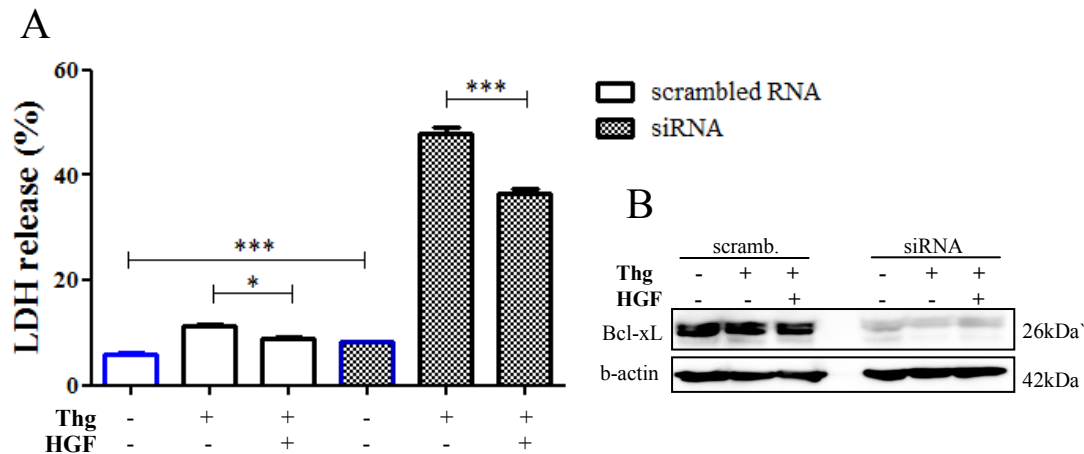 A
LDH release (%)
60
40
20
0
***
*
***
scrambled RNA
siRNA
Thg - + + - + +
HGF - - + - - +
B
scramb. siRNA
Thg - + + - + +
HGF - - + - - +
Bcl-xL 26kDa`
b-actin 42kDa